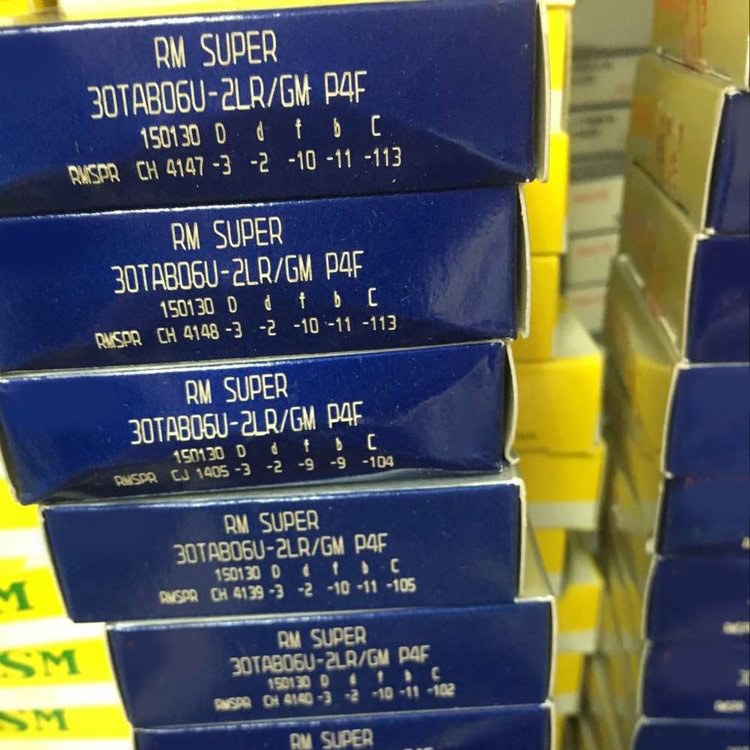 RM SUPER
30TAB06U-2LR/GM P4F
150130 D d f b C
RMSPR CH 4147 -3 -2 -10 -11 -113
RM SUPER
30TAB06U-2LR/GM P4F
150130 D d f b C
RMSPR CH 4148 -3 -2 -10 -11 -113
RM SUPER
30TAB06U-2LR/GM P4F
150130 D d f b C
RMSPR CJ 1405 -3 -2 -9 -9 -104
RM SUPER
30TAB06U-2LR/GM P4F
150130 D d f b C
RMSPR CH 4139 -3 -2 -10 -11 -105
RM SUPER
30TAB06U-2LR/GM P4F
150130 D d f b C
RMSPR CH 4140 -3 -2 -10 -11 -102
RM SUPER
M
SM
SM